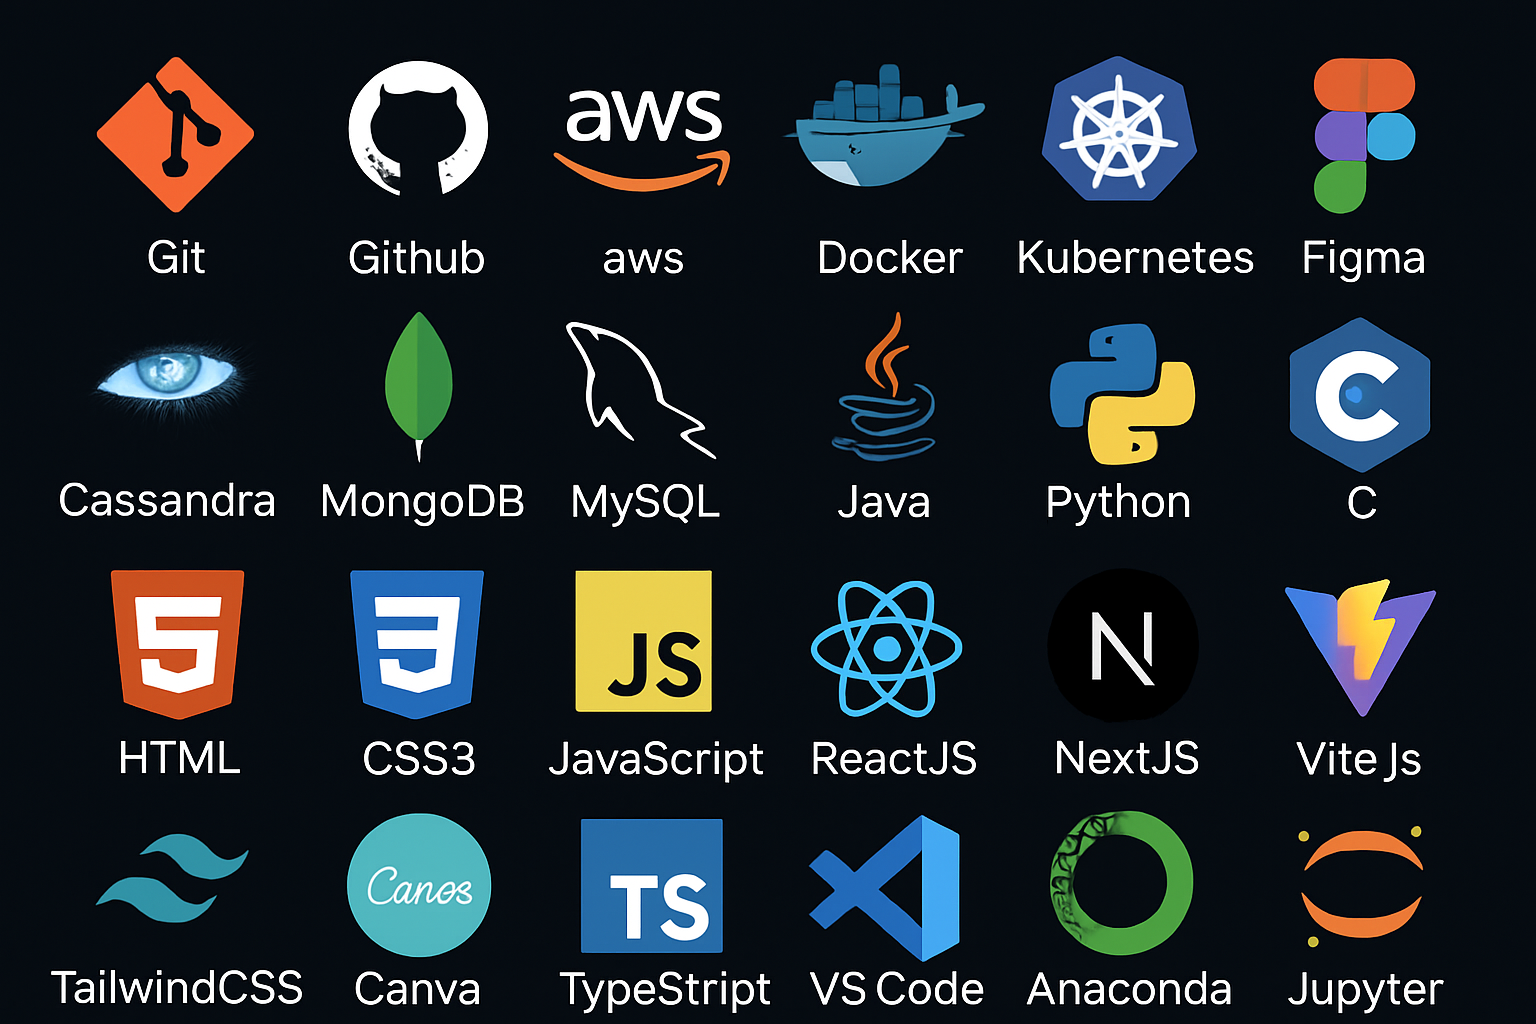 aws
Git Github aws Docker Kubernetes Figma
C
Cassandra MongoDB MySQL Java Python C
5 3 JS N
HTML CSS3 JavaScript ReactJS NextJS Vite Js
Canos TS
TailwindCSS Canva TypeStript VS Code Anaconda Jupyter